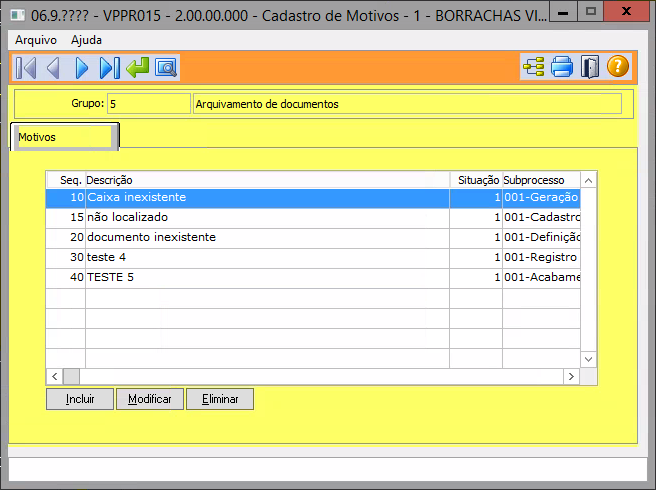 06.9.???? - VPPR015 - 2.00.00.000 - Cadastro de Motivos - 1 - BORRACHAS VI...
Arquivo Ajuda
Grupo: 5 Arquivamento de documentos
Motivos
Seq. Descrição Situação Subprocesso
10 Caixa inexistente 1 001-Geração
15 não localizado 1 001-Cadastro
20 documento inexistente 1 001-Definição
30 teste 4 1 001-Registro
40 TESTE 5 1 001-Acabame
Incluir Modificar Eliminar